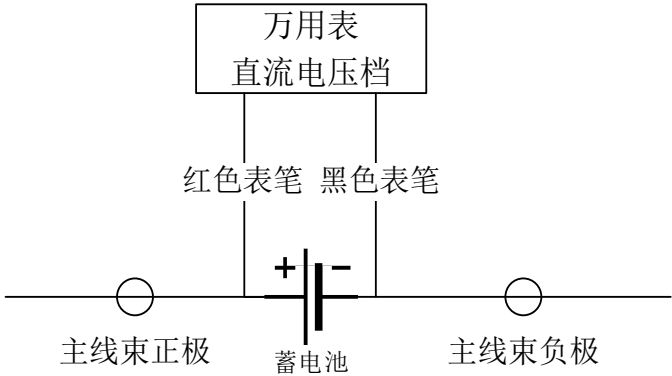 万用表
直流电压档
红色表笔 黑色表笔
+ −
主线束正极
蓄电池
主线束负极